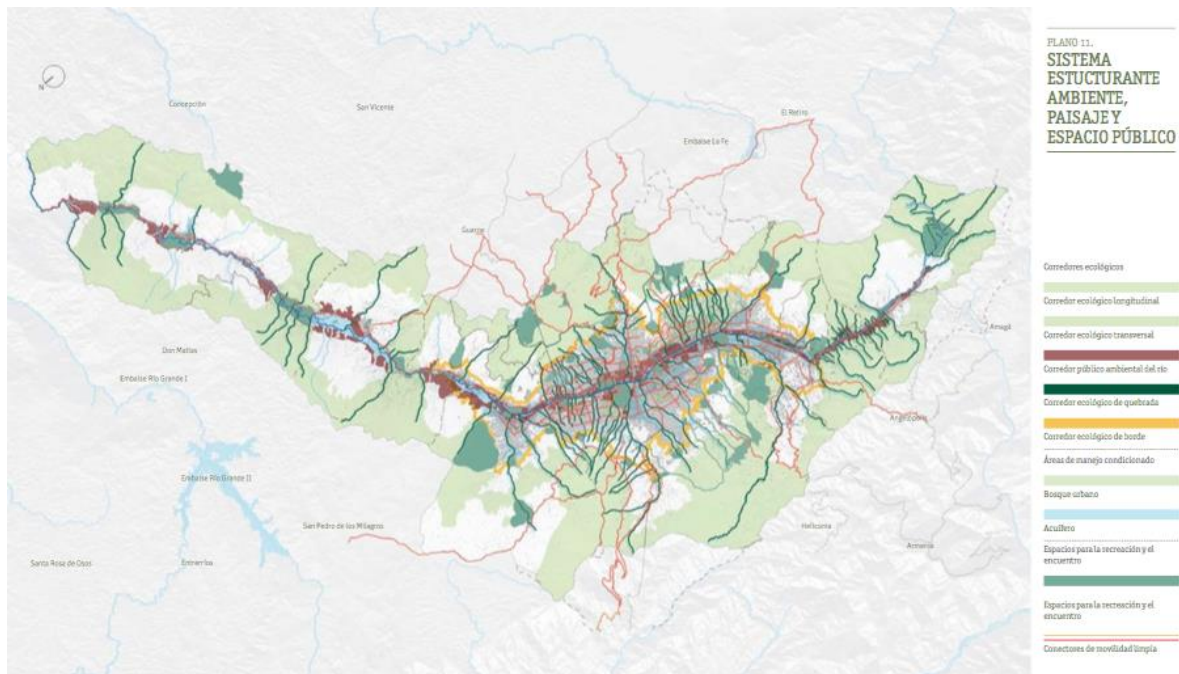 PLANO 11.
SISTEMA
ESTUCTURANTE
AMBIENTE,
PAISAJE Y
ESPACIO PÚBLICO
N
Concepción
San Vicente
El Retiro
Embalse La Fe
Guarne
Amagá
Don Matías
Embalse Río Grande I
Angelópolis
Embalse Río Grande II
San Pedro de los Milagros
Heliconia
Armenia
Santa Rosa de Osos
Entrerríos
Corredores ecológicos
Corredor ecológico longitudinal
Corredor ecológico transversal
Corredor público ambiental del río
Corredor ecológico de quebrada
Corredor ecológico de borde
Áreas de manejo condicionado
Bosque urbano
Acuífero
Espacios para la recreación y el
encuentro
Espacios para la recreación y el
encuentro
Conectores de movilidad limpia